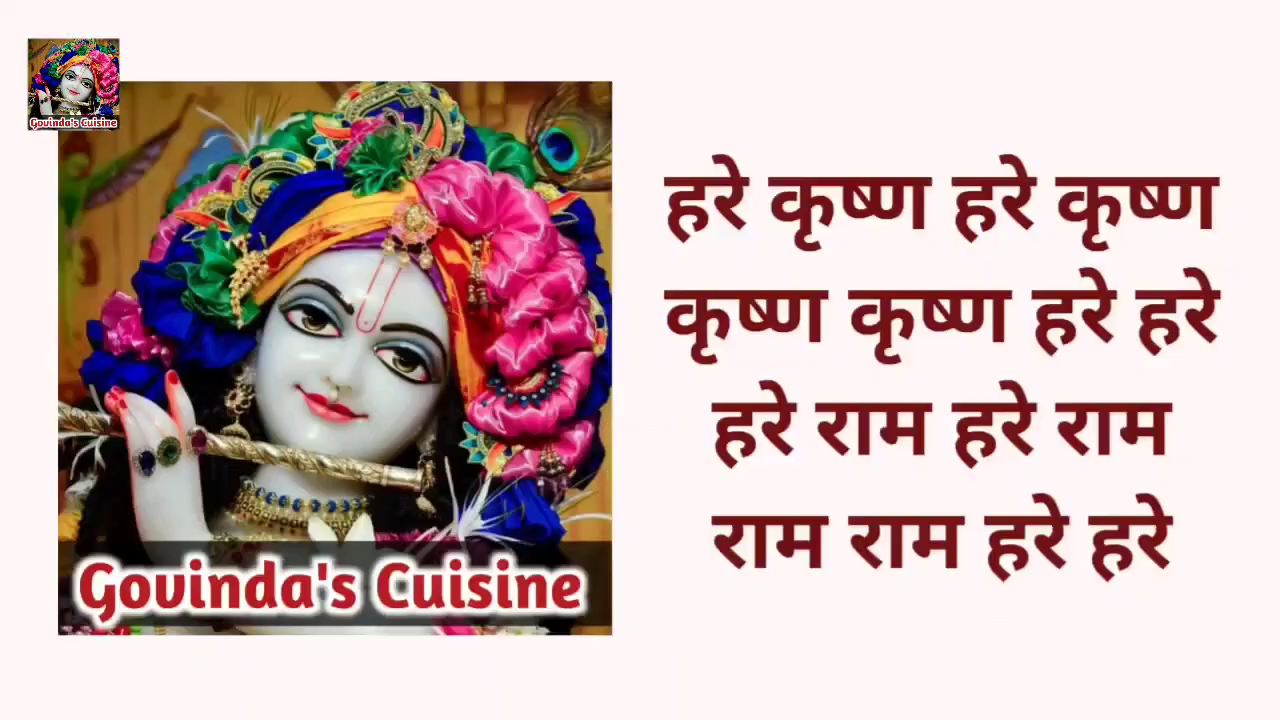 Govinda's Cuisine
Govinda's Cuisine
हरे कृष्ण हरे कृष्ण
कृष्ण कृष्ण हरे हरे
हरे राम हरे राम
राम राम हरे हरे